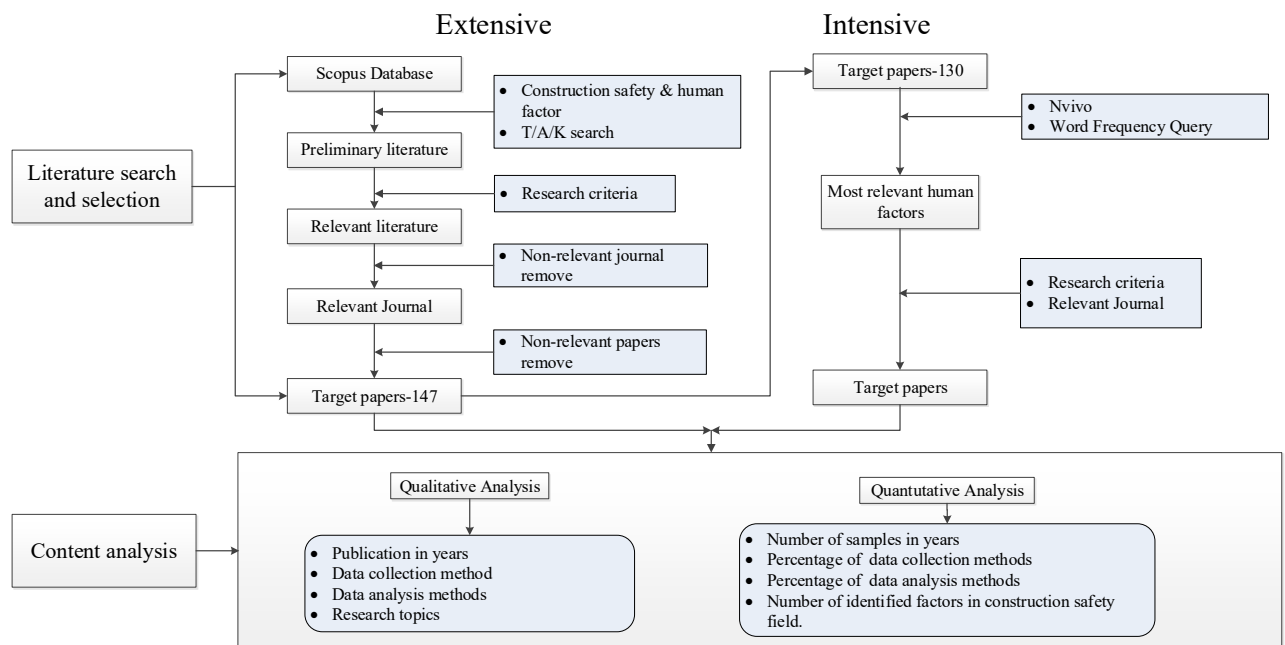 Extensive
Intensive
Literature search
and selection
Scopus Database
• Construction safety & human
factor
• T/A/K search
Preliminary literature
• Research criteria
Relevant literature
• Non-relevant journal
remove
Relevant Journal
• Non-relevant papers
remove
Target papers-147
Target papers-130
• Nvivo
• Word Frequency Query
Most relevant human
factors
• Research criteria
• Relevant Journal
Target papers
Content analysis
Qualitative Analysis
• Publication in years
• Data collection method
• Data analysis methods
• Research topics
Quantutative Analysis
• Number of samples in years
• Percentage of data collection methods
• Percentage of data analysis methods
• Number of identified factors in construction safety
field.